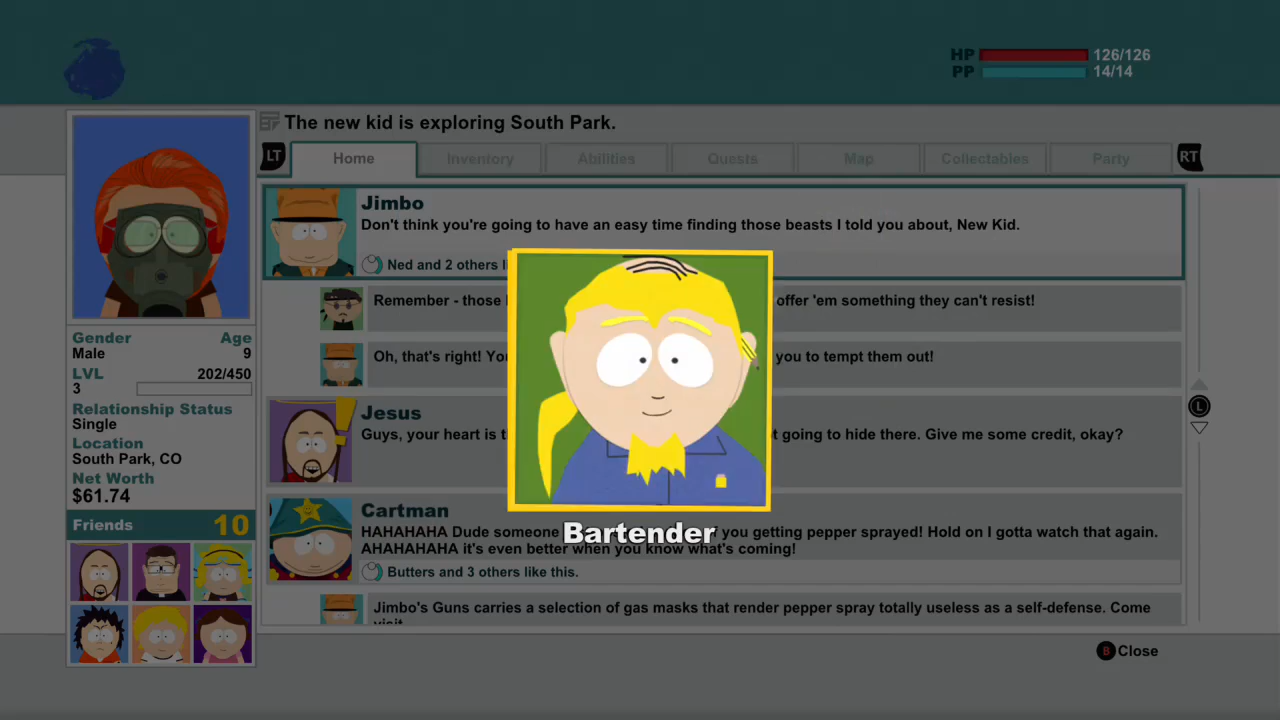 HP 126/126
PP 14/14
The new kid is exploring South Park.
LT Home Inventory Abilities Quests Map Collectables Party RT
Jimbo
Don't think you're going to have an easy time finding those beasts I told you about, New Kid.
Ned and 2 others
Remember - those offer 'em something they can't resist!
Oh, that's right! you to tempt them out!
Jesus
Guys, your heart is going to hide there. Give me some credit, okay?
Cartman
HAHAHAHA Dude someone you getting pepper sprayed! Hold on I gotta watch that again.
AHAHAHAHA it's even better when you know what's coming!
Butters and 3 others like this.
Jimbo's Guns carries a selection of gas masks that render pepper spray totally useless as a self-defense. Come
visit
Bartender
Gender Age
Male 9
LVL 202/450
3
Relationship Status
Single
Location
South Park, CO
Net Worth
$61.74
Friends 10
L
B Close